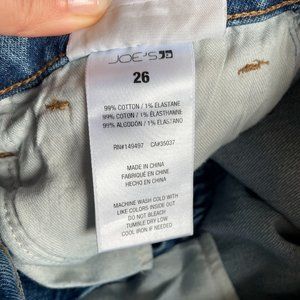 JOE'S
26
99% COTTON / 1% ELASTANE
99% COTON / 1% ÉLASTHANNE
99% ALGODÓN / 1% ELASTANO
RN#149497 CA#35037
MADE IN CHINA
FABRIQUÉ EN CHINE
HECHO EN CHINA
MACHINE WASH COLD WITH
LIKE COLORS INSIDE OUT
DO NOT BLEACH
TUMBLE DRY LOW
COOL IRON IF NEEDED